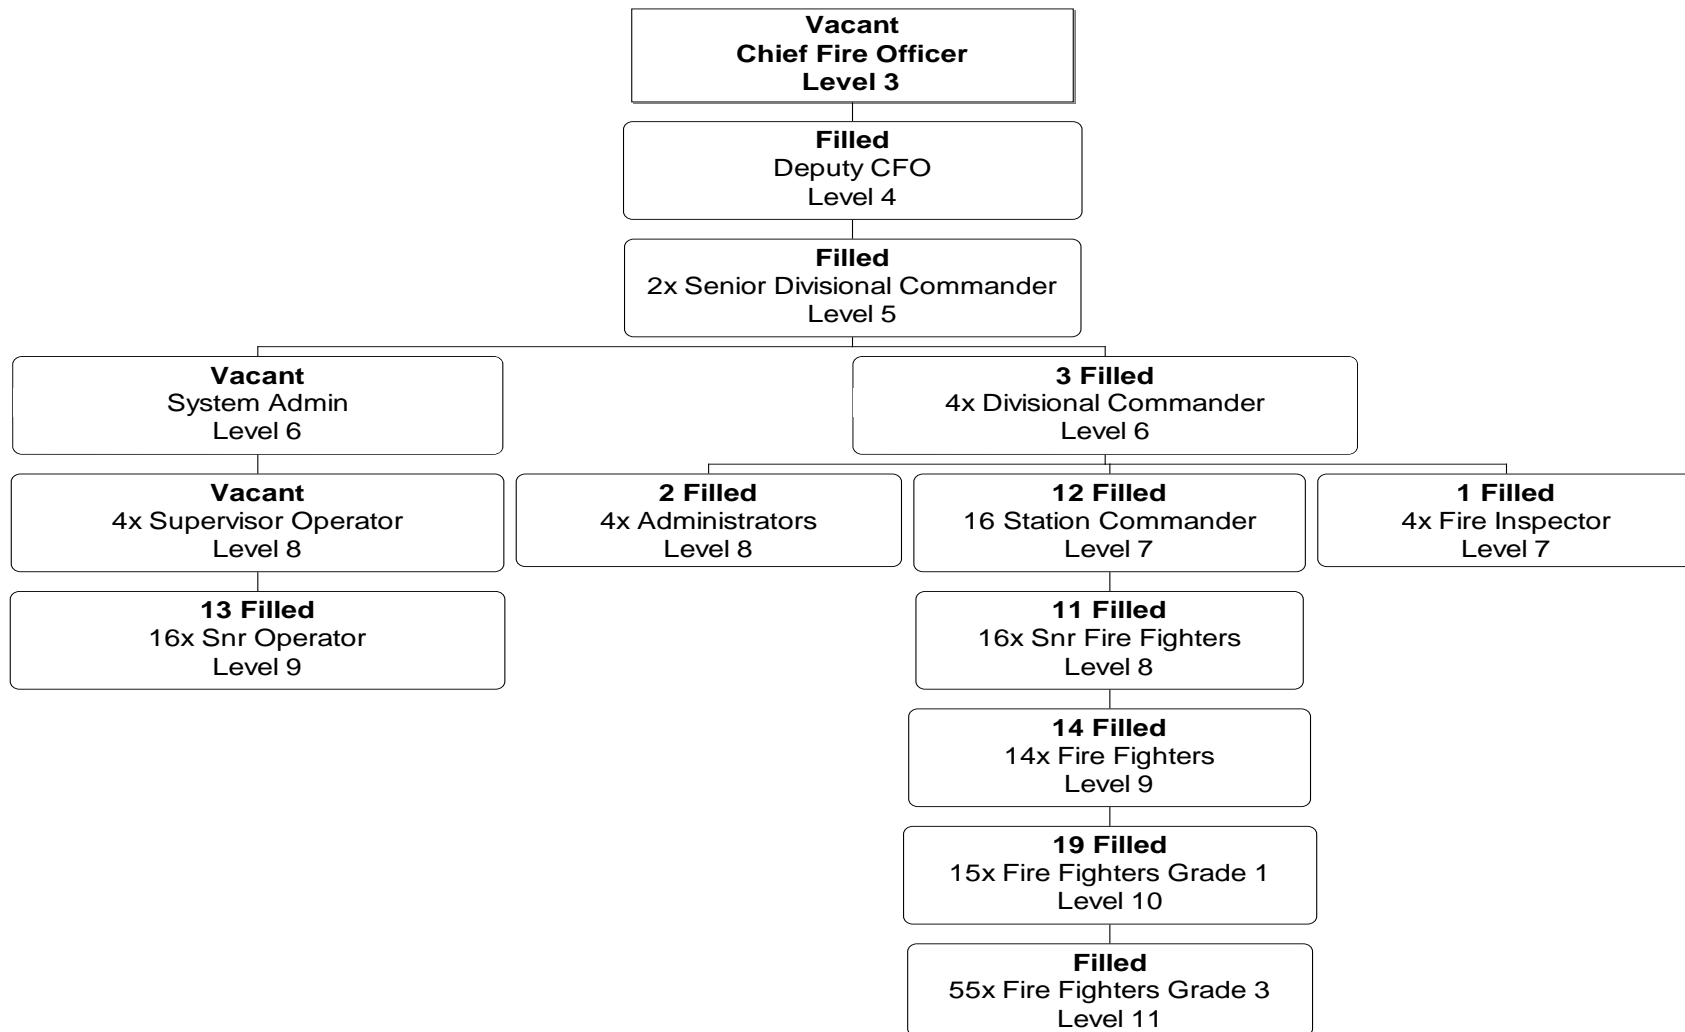 Vacant
Chief Fire Officer
Level 3
Filled
Deputy CFO
Level 4
Filled
2x Senior Divisional Commander
Level 5
Vacant
System Admin
Level 6
3 Filled
4x Divisional Commander
Level 6
Vacant
4x Supervisor Operator
Level 8
2 Filled
4x Administrators
Level 8
12 Filled
16 Station Commander
Level 7
1 Filled
4x Fire Inspector
Level 7
13 Filled
16x Snr Operator
Level 9
11 Filled
16x Snr Fire Fighters
Level 8
14 Filled
14x Fire Fighters
Level 9
19 Filled
15x Fire Fighters Grade 1
Level 10
Filled
55x Fire Fighters Grade 3
Level 11